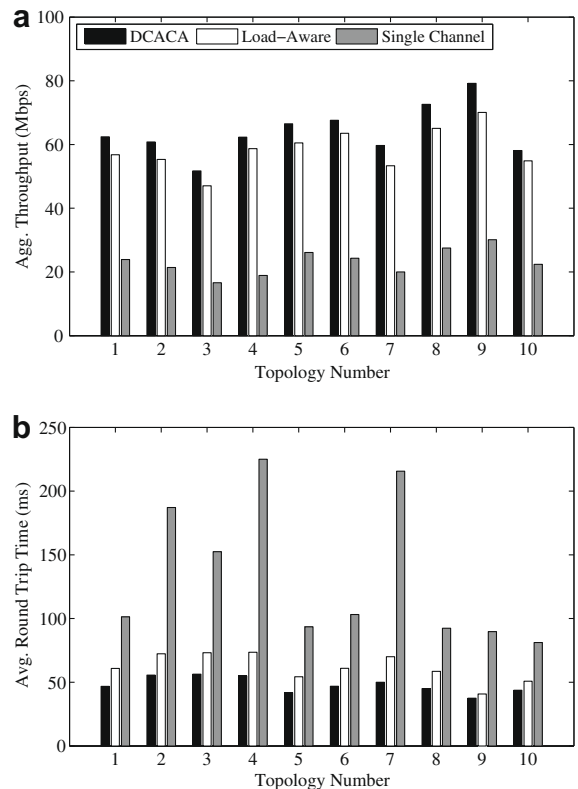 a
100
80
60
40
20
0
DCACA Load-Aware Single Channel
Agg. Throughput (Mbps)
1 2 3 4 5 6 7 8 9 10
Topology Number
b
250
200
150
100
50
0
Avg. Round Trip Time (ms)
1 2 3 4 5 6 7 8 9 10
Topology Number